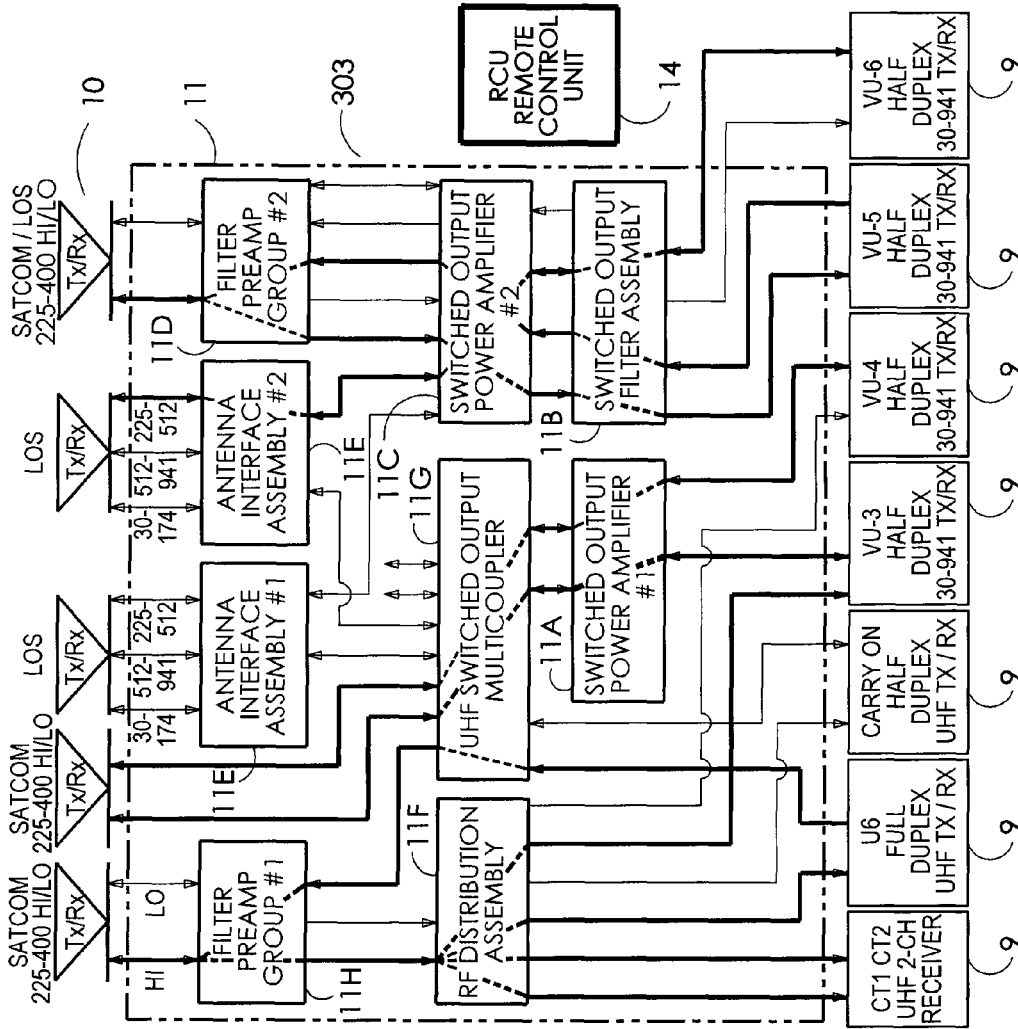 SATCOM
225-400 HI/LO
Tx/Rx
SATCOM
225-400 HI/LO
Tx/Rx
LOS
Tx/Rx
LOS
Tx/Rx
SATCOM / LOS
225-400 HI/LO
Tx/Rx
10
11
303
HI
LO
30-
174
512-
941
225-
512
30-
174
512-
941
225-
512
FILTER
PREAMP
GROUP #1
11H
ANTENNA
INTERFACE
ASSEMBLY #1
11E
ANTENNA
INTERFACE
ASSEMBLY #2
11E
FILTER
PREAMP
GROUP #2
11D
RCU
REMOTE
CONTROL
UNIT
14
RF DISTRIBUTION
ASSEMBLY
11F
UHF SWITCHED OUTPUT
MULTICOUPLER
11G
SWITCHED OUTPUT
POWER AMPLIFIER
#2
11C
SWITCHED OUTPUT
POWER AMPLIFIER
#1
11A
SWITCHED OUTPUT
FILTER ASSEMBLY
11B
CT1 CT2
UHF 2-CH
RECEIVER
9
U6
FULL
DUPLEX
UHF TX / RX
9
CARRY ON
HALF
DUPLEX
UHF TX / RX
9
VU-3
HALF
DUPLEX
30-941 TX/RX
9
VU-4
HALF
DUPLEX
30-941 TX/RX
9
VU-5
HALF
DUPLEX
30-941 TX/RX
9
VU-6
HALF
DUPLEX
30-941 TX/RX
9